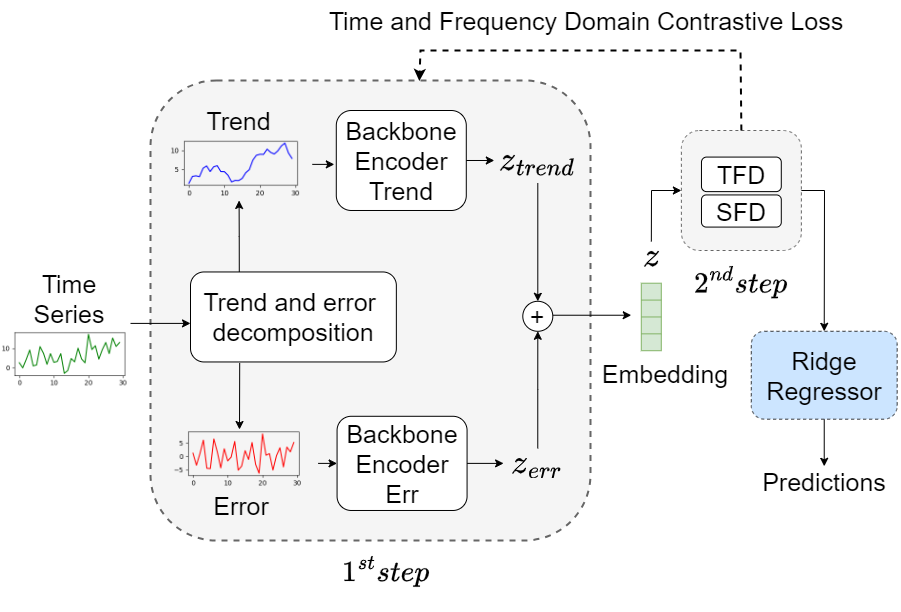 Time and Frequency Domain Contrastive Loss
Trend
10
5
0 10 20 30
Backbone
Encoder
Trend
z_{trend}
TFD
SFD
2^{nd} step
z
Time
Series
10
0
0 10 20 30
Trend and error
decomposition
+
Embedding
Ridge
Regressor
Predictions
5
0
−5
0 10 20 30
Error
Backbone
Encoder
Err
z_{err}
1^{st} step